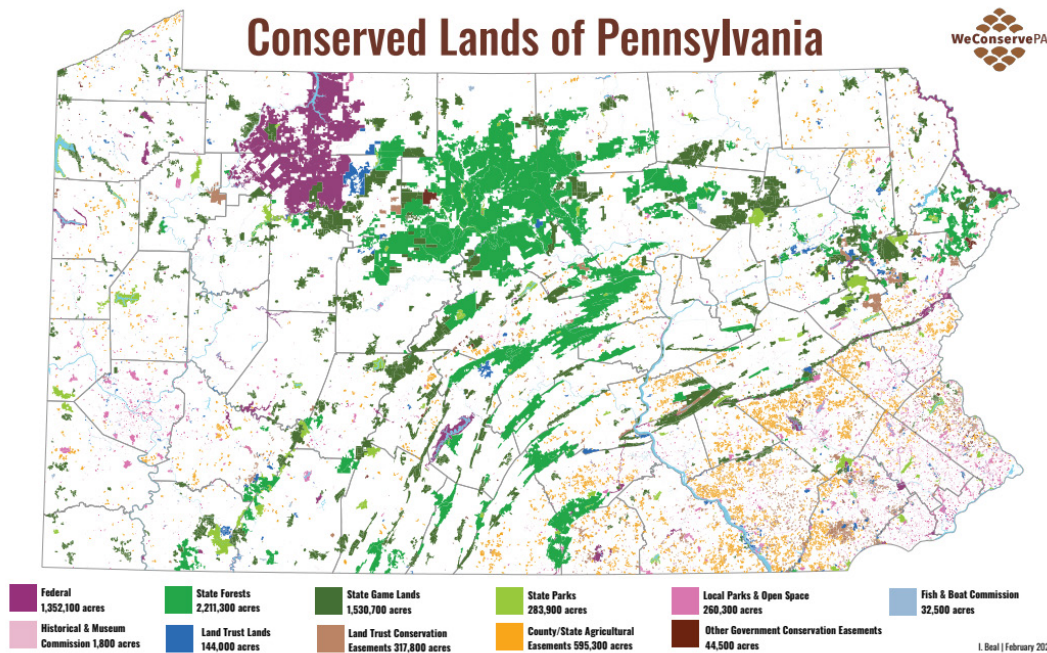 Conserved Lands of Pennsylvania
WeConservePA
Federal
1,352,100 acres
State Forests
2,211,300 acres
State Game Lands
1,530,700 acres
State Parks
283,900 acres
Local Parks & Open Space
260,300 acres
Fish & Boat Commission
32,500 acres
Historical & Museum
Commission 1,800 acres
Land Trust Lands
144,000 acres
Land Trust Conservation
Easements 317,800 acres
County/State Agricultural
Easements 595,300 acres
Other Government Conservation Easements
44,500 acres
I. Beal | February 202